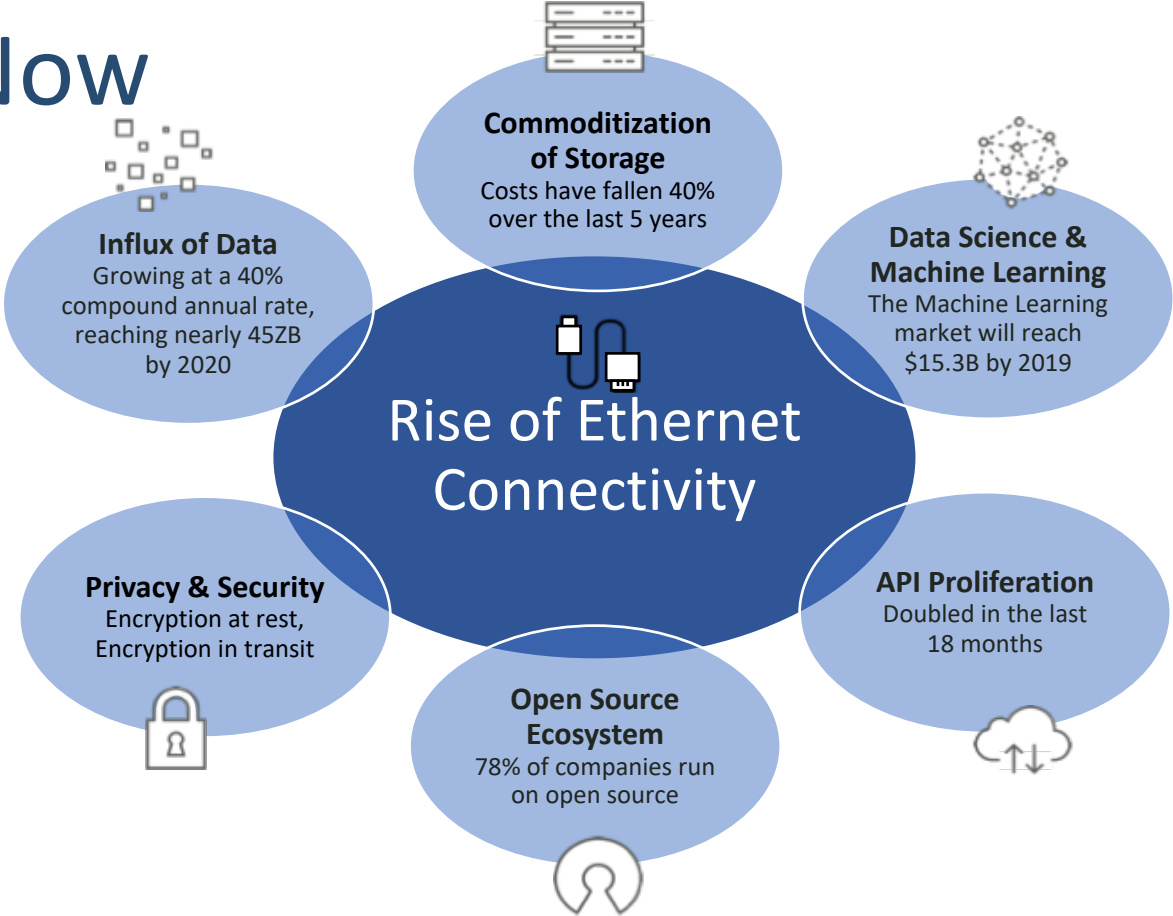 Commoditization
of Storage
Costs have fallen 40%
over the last 5 years
Influx of Data
Growing at a 40%
compound annual rate,
reaching nearly 45ZB
by 2020
Data Science &
Machine Learning
The Machine Learning
market will reach
$15.3B by 2019
Rise of Ethernet
Connectivity
Privacy & Security
Encryption at rest,
Encryption in transit
API Proliferation
Doubled in the last
18 months
Open Source
Ecosystem
78% of companies run
on open source